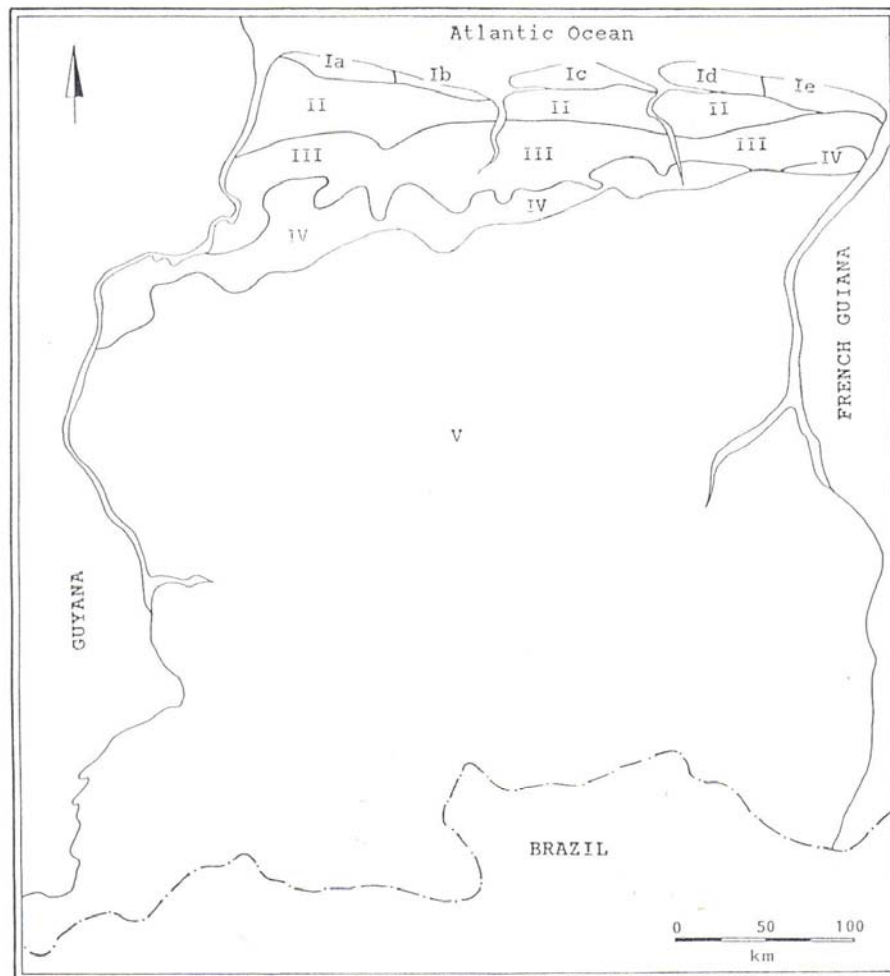 Atlantic Ocean
Ia
Ib
Ic
Id
Ie
II
II
II
III
III
III
IV
IV
IV
FRENCH GUIANA
V
GUYANA
BRAZIL
0 50 100
km